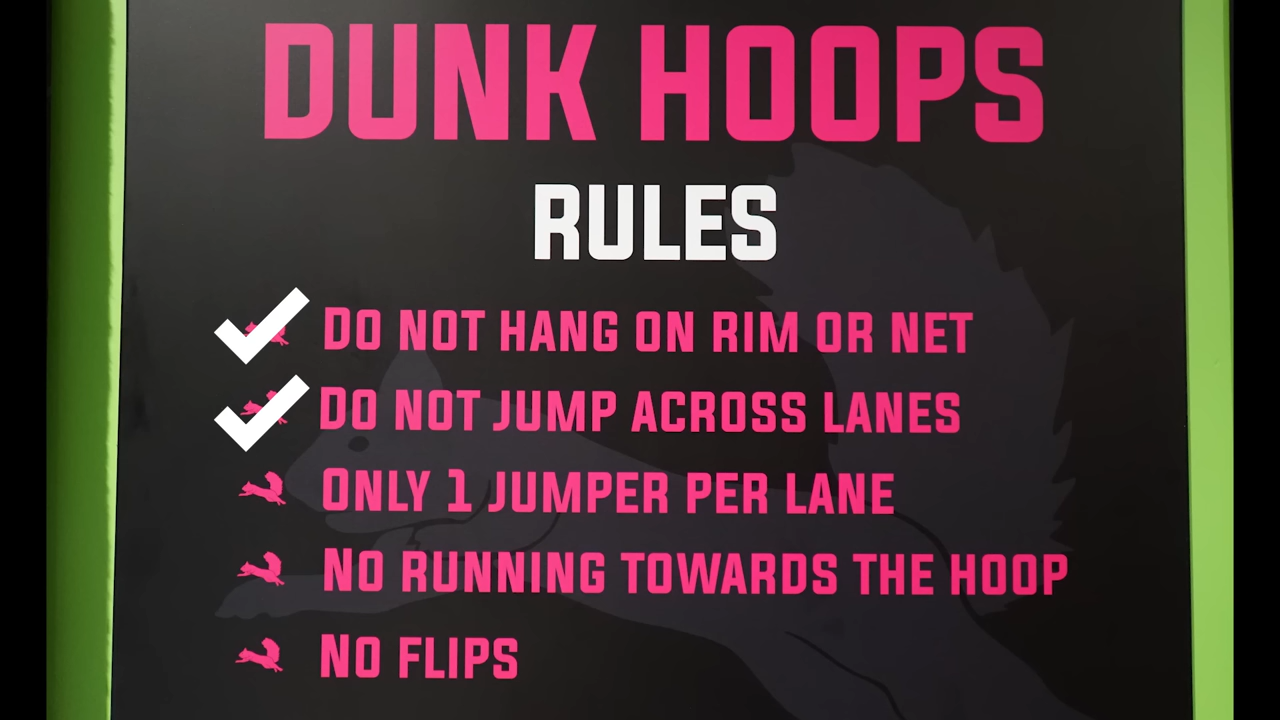 DUNK HOOPS
RULES
DO NOT HANG ON RIM OR NET
DO NOT JUMP ACROSS LANES
ONLY 1 JUMPER PER LANE
NO RUNNING TOWARDS THE HOOP
NO FLIPS